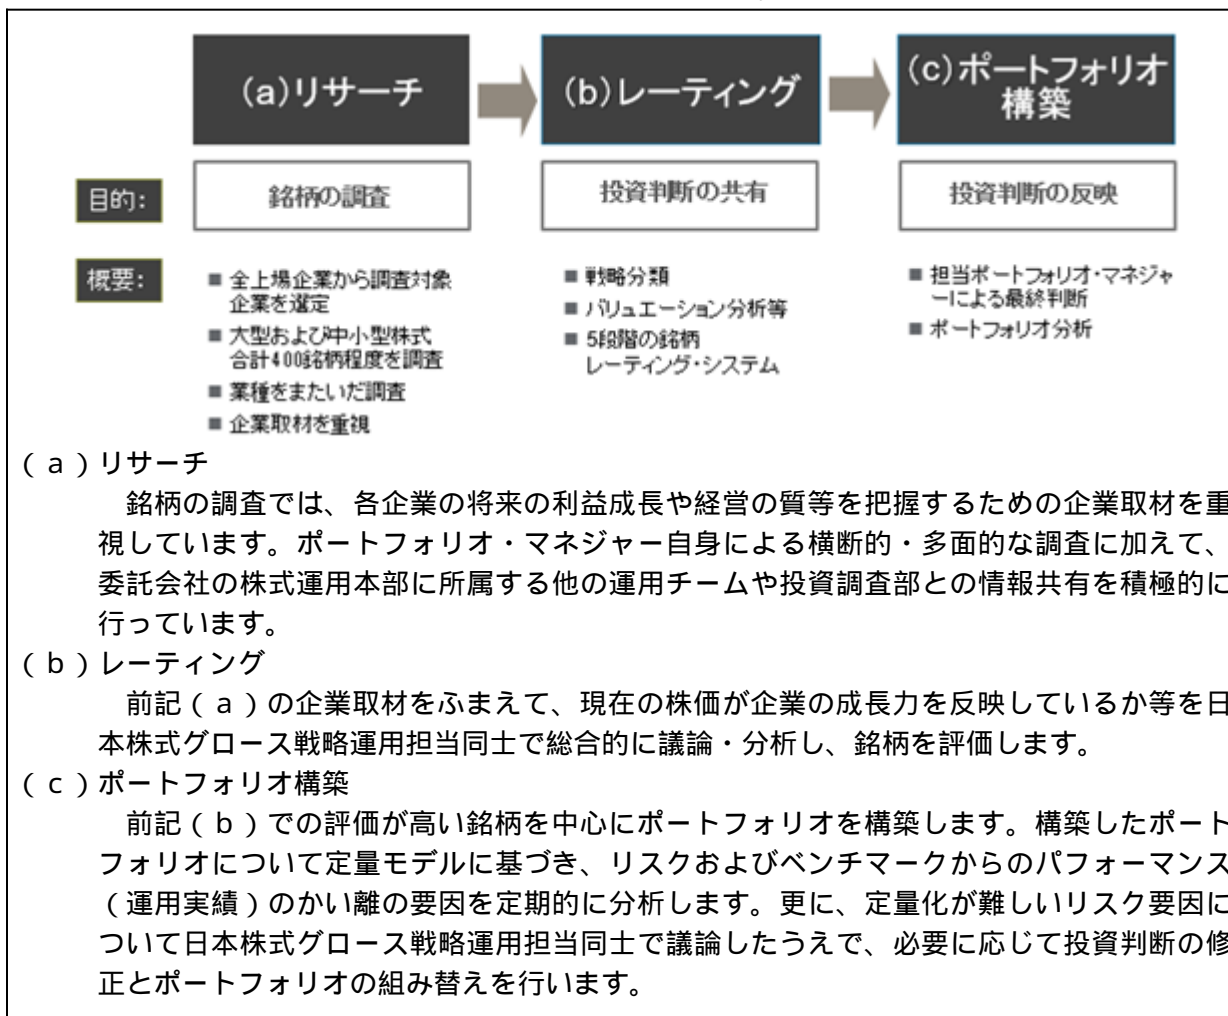 (a)リサーチ
(b)レーティング
(c)ポートフォリオ
構築
目的:
銘柄の調査
投資判断の共有
投資判断の反映
概要:
■ 全上場企業から調査対象
企業を選定
■ 大型および中小型株式
合計400銘柄程度を調査
■ 業種をまたいだ調査
■ 企業取材を重視
■ 戦略分類
■ バリュエーション分析等
■ 5段階の銘柄
レーティング・システム
■ 担当ポートフォリオ・マネジャ
ーによる最終判断
■ ポートフォリオ分析
(a)リサーチ
銘柄の調査では、各企業の将来の利益成長や経営の質等を把握するための企業取材を重
視しています。ポートフォリオ・マネジャー自身による横断的・多面的な調査に加えて、
委託会社の株式運用本部に所属する他の運用チームや投資調査部との情報共有を積極的に
行っています。
(b)レーティング
前記(a)の企業取材をふまえて、現在の株価が企業の成長力を反映しているか等を日
本株式グロース戦略運用担当同士で総合的に議論・分析し、銘柄を評価します。
(c)ポートフォリオ構築
前記(b)での評価が高い銘柄を中心にポートフォリオを構築します。構築したポート
フォリオについて定量モデルに基づき、リスクおよびベンチマークからのパフォーマンス
(運用実績)のかい離の要因を定期的に分析します。更に、定量化が難しいリスク要因に
ついて日本株式グロース戦略運用担当同士で議論したうえで、必要に応じて投資判断の修
正とポートフォリオの組み替えを行います。